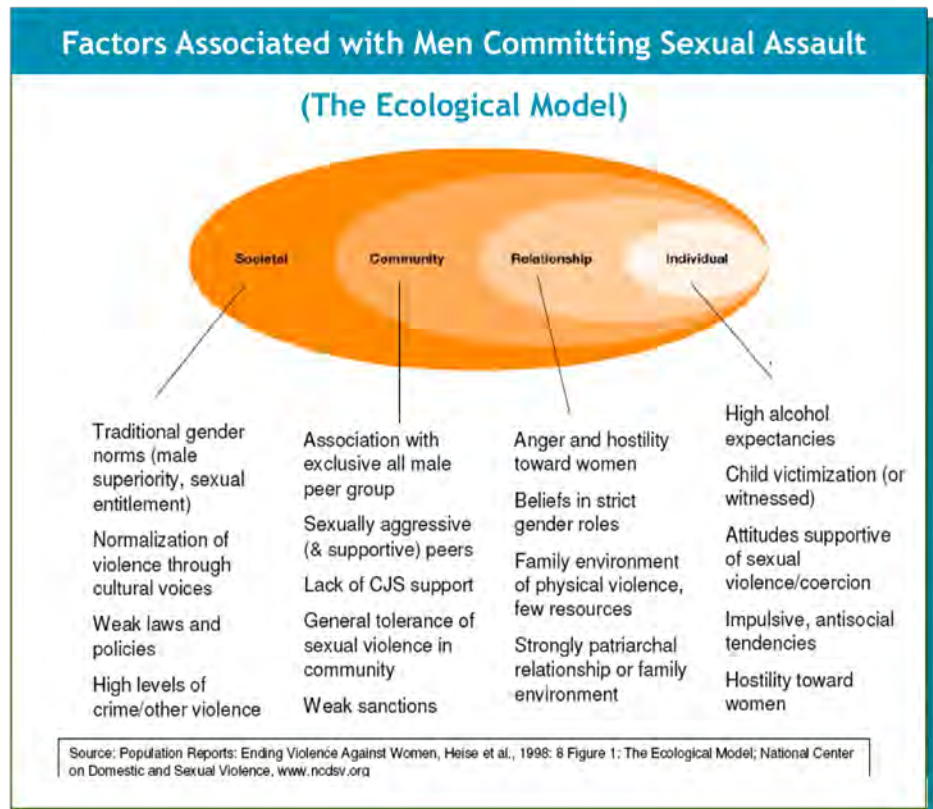 Factors Associated with Men Committing Sexual Assault
(The Ecological Model)
Societal
Community
Relationship
Individual
Traditional gender
norms (male
superiority, sexual
entitlement)
Normalization of
violence through
cultural voices
Weak laws and
policies
High levels of
crime/other violence
Association with
exclusive all male
peer group
Sexually aggressive
(& supportive) peers
Lack of CJS support
General tolerance of
sexual violence in
community
Weak sanctions
Anger and hostility
toward women
Beliefs in strict
gender roles
Family environment
of physical violence,
few resources
Strongly patriarchal
relationship or family
environment
High alcohol
expectancies
Child victimization (or
witnessed)
Attitudes supportive
of sexual
violence/coercion
Impulsive, antisocial
tendencies
Hostility toward
women
Source: Population Reports: Ending Violence Against Women, Heise et al., 1998: 8 Figure 1; The Ecological Model; National Center
on Domestic and Sexual Violence, www.ncdsv.org